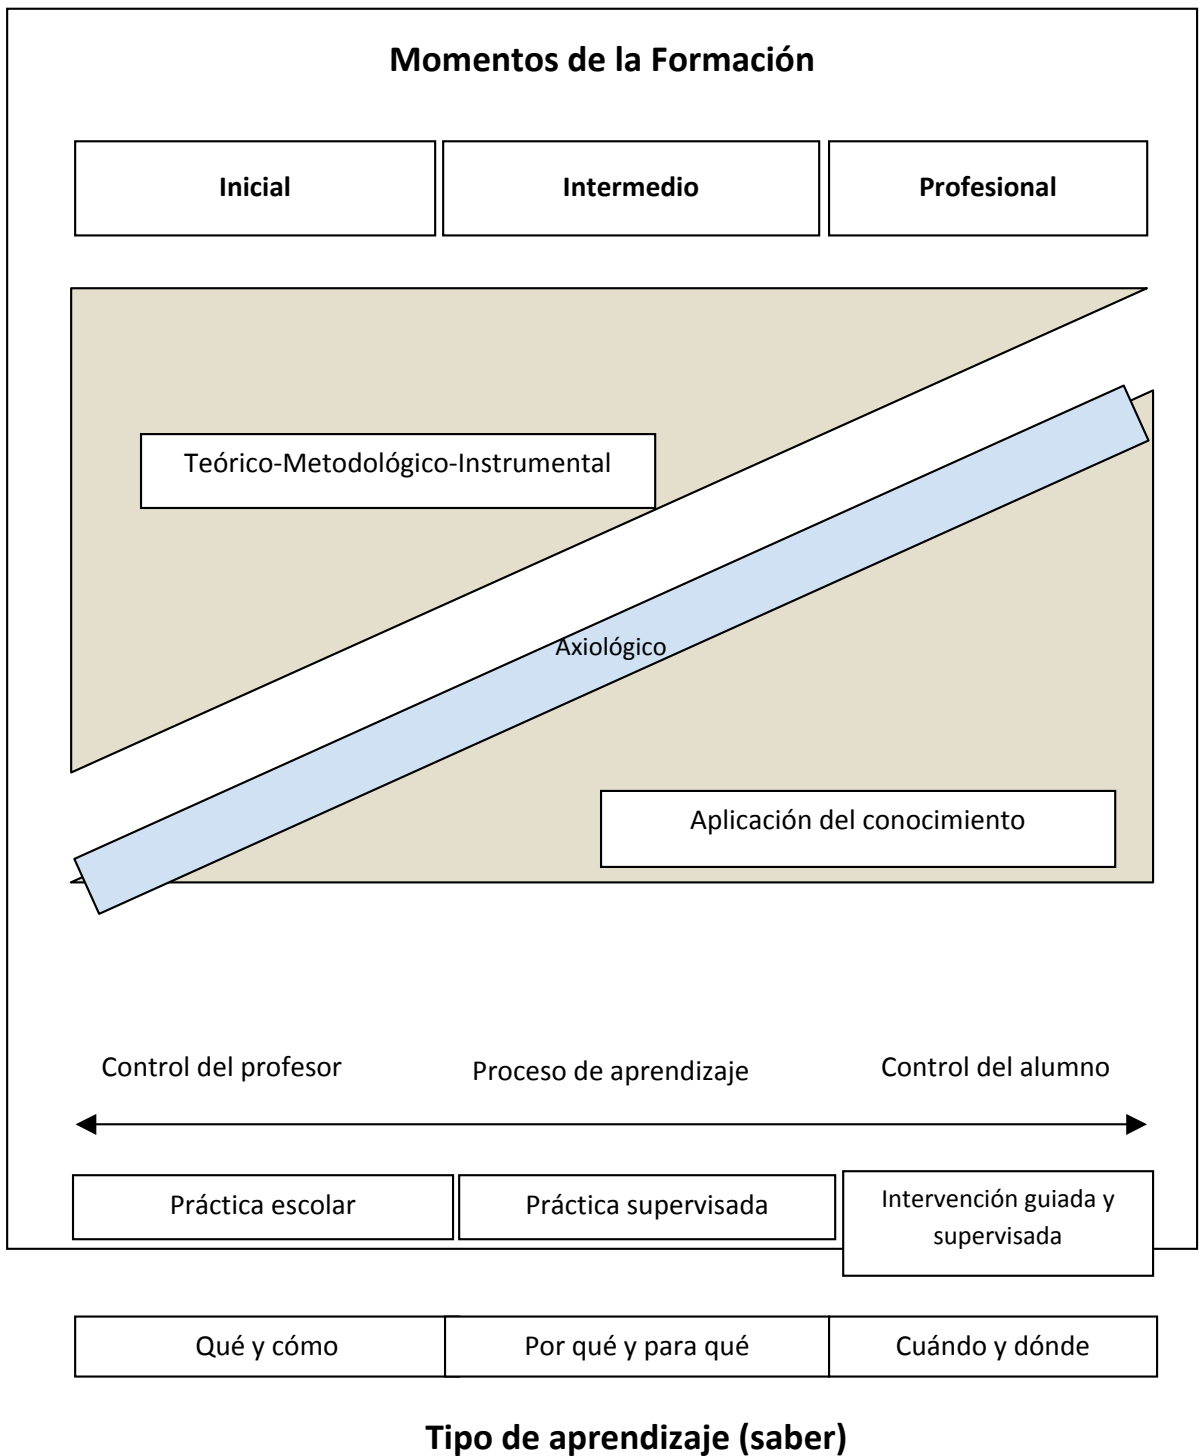 Momentos de la Formación
Inicial
Intermedio
Profesional
Teórico-Metodológico-Instrumental
Axiológico
Aplicación del conocimiento
Control del profesor
Proceso de aprendizaje
Control del alumno
Práctica escolar
Práctica supervisada
Intervención guiada y
supervisada
Qué y cómo
Por qué y para qué
Cuándo y dónde
Tipo de aprendizaje (saber)